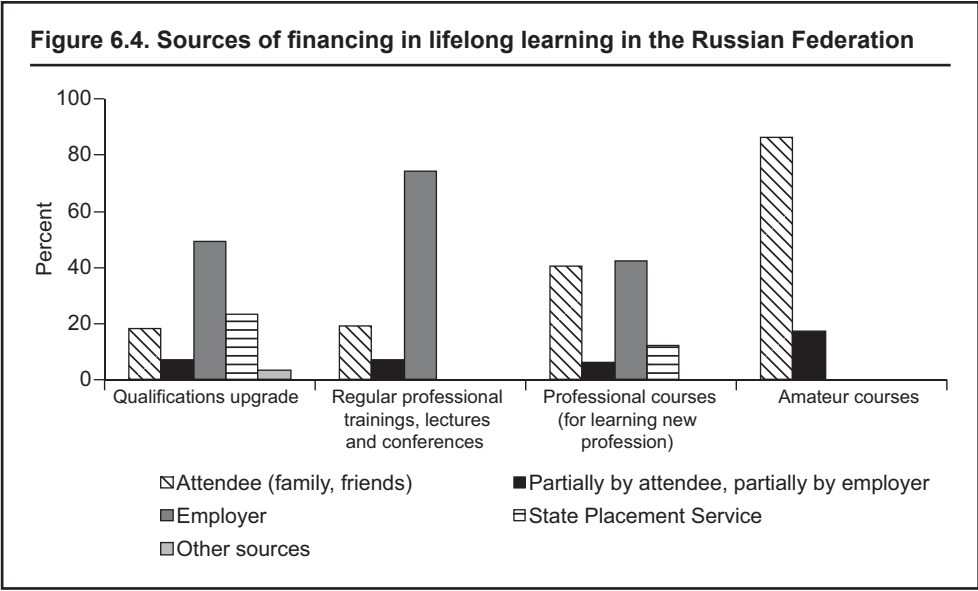 Figure 6.4. Sources of financing in lifelong learning in the Russian Federation
100
80
60
40
20
0
Percent
Qualifications upgrade
Regular professional
trainings, lectures
and conferences
Professional courses
(for learning new
profession)
Amateur courses
Attendee (family, friends)
Partially by attendee, partially by employer
Employer
State Placement Service
Other sources